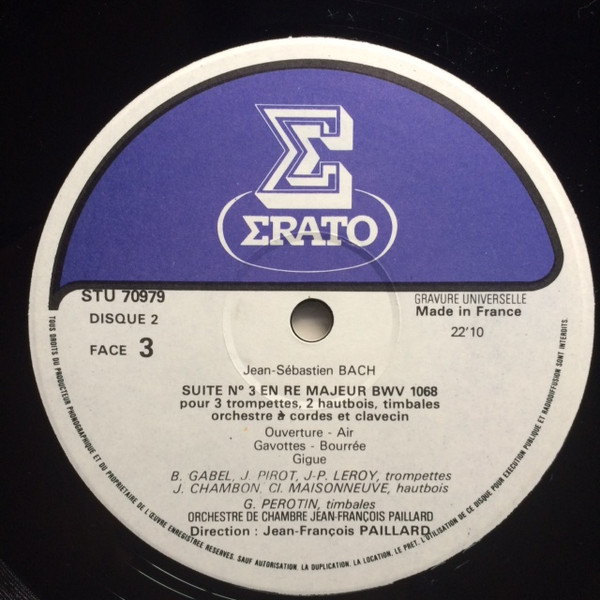 ΣRATO
STU 70979
DISQUE 2
FACE 3
GRAVURE UNIVERSELLE
Made in France
22'10
Jean-Sébastien BACH
SUITE Nº 3 EN RE MAJEUR BWV 1068
pour 3 trompettes, 2 hautbois, timbales
orchestre à cordes et clavecin
Ouverture - Air
Gavottes - Bourrée
Gigue
B. GABEL, J. PIROT, J-P. LEROY, trompettes
J. CHAMBON, Cl. MAISONNEUVE, hautbois
G. PEROTIN, timbales
ORCHESTRE DE CHAMBRE JEAN-FRANÇOIS PAILLARD
Direction : Jean-François PAILLARD
TOUS DROITS DU PRODUCTEUR PHONOGRAPHIQUE ET DU PROPRIETAIRE DE L'ŒUVRE ENREGISTREE RESERVES. SAUF AUTORISATION, LA DUPLICATION, LA LOCATION, LE PRET, L'UTILISATION DE CE DISQUE POUR EXECUTION PUBLIQUE ET RADIODIFFUSION SONT INTERDITS.